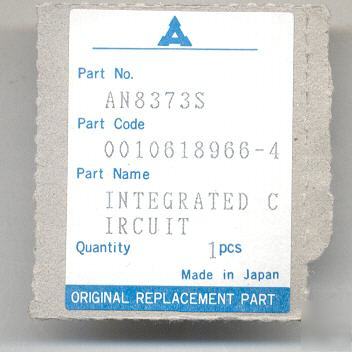 Part No.
AN8373S
Part Code
0010618966-4
Part Name
INTEGRATED C
IRCUIT
Quantity 1pcs
Made in Japan
ORIGINAL REPLACEMENT PART